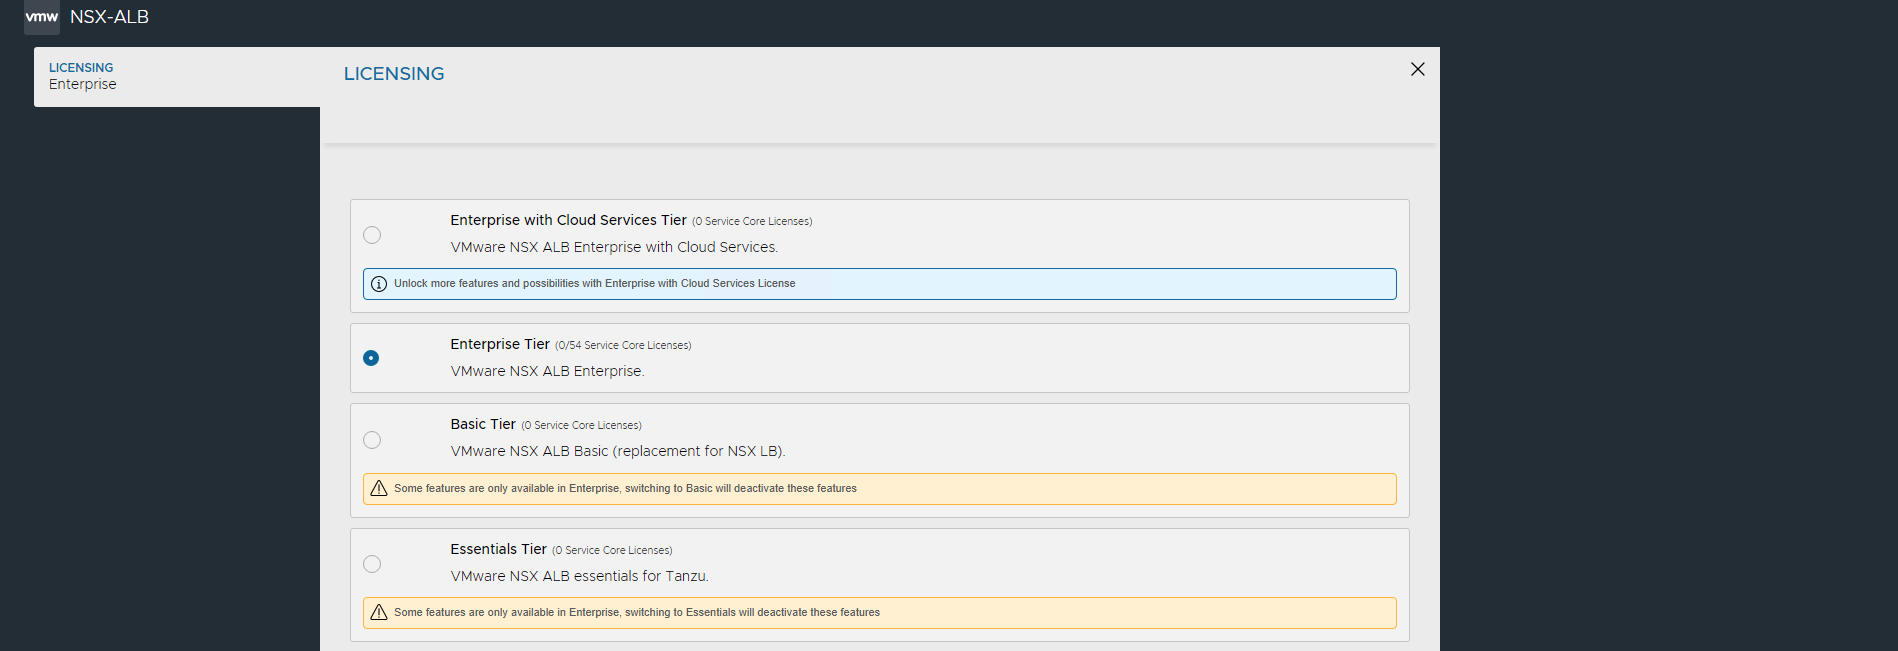 vmw NSX-ALB
LICENSING
Enterprise
LICENSING
Enterprise with Cloud Services Tier (0 Service Core Licenses)
VMware NSX ALB Enterprise with Cloud Services.
Unlock more features and possibilities with Enterprise with Cloud Services License
Enterprise Tier (0/54 Service Core Licenses)
VMware NSX ALB Enterprise.
Basic Tier (0 Service Core Licenses)
VMware NSX ALB Basic (replacement for NSX LB).
Some features are only available in Enterprise, switching to Basic will deactivate these features
Essentials Tier (0 Service Core Licenses)
VMware NSX ALB essentials for Tanzu.
Some features are only available in Enterprise, switching to Essentials will deactivate these features